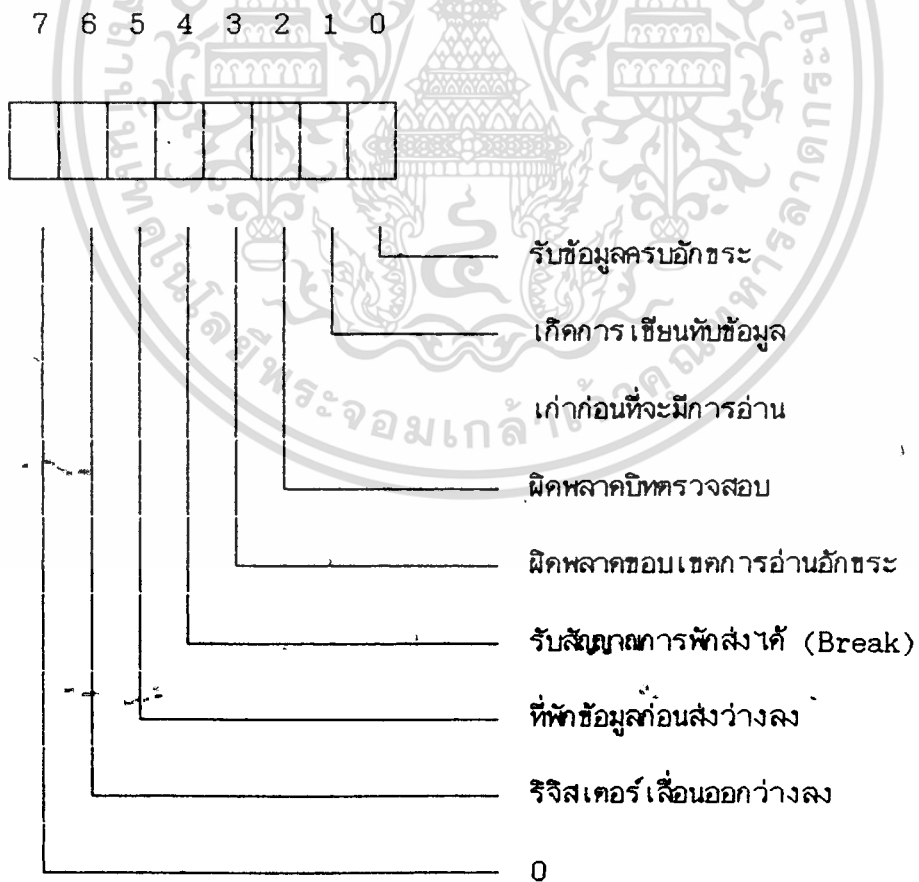 7 6 5 4 3 2 1 0
รับข้อมูลครบอักขระ
เกิดการเขียนทับข้อมูล
เก่าก่อนที่จะมีการอ่าน
ผิดพลาดบิทตรวจสอบ
ผิดพลาดขอบเขตการอ่านอักขระ
รับสัญญาณการพักส่งได้ (Break)
ที่พักข้อมูลก่อนส่งว่างลง
ริจิสเตอร์เลื่อนออกว่างลง
0